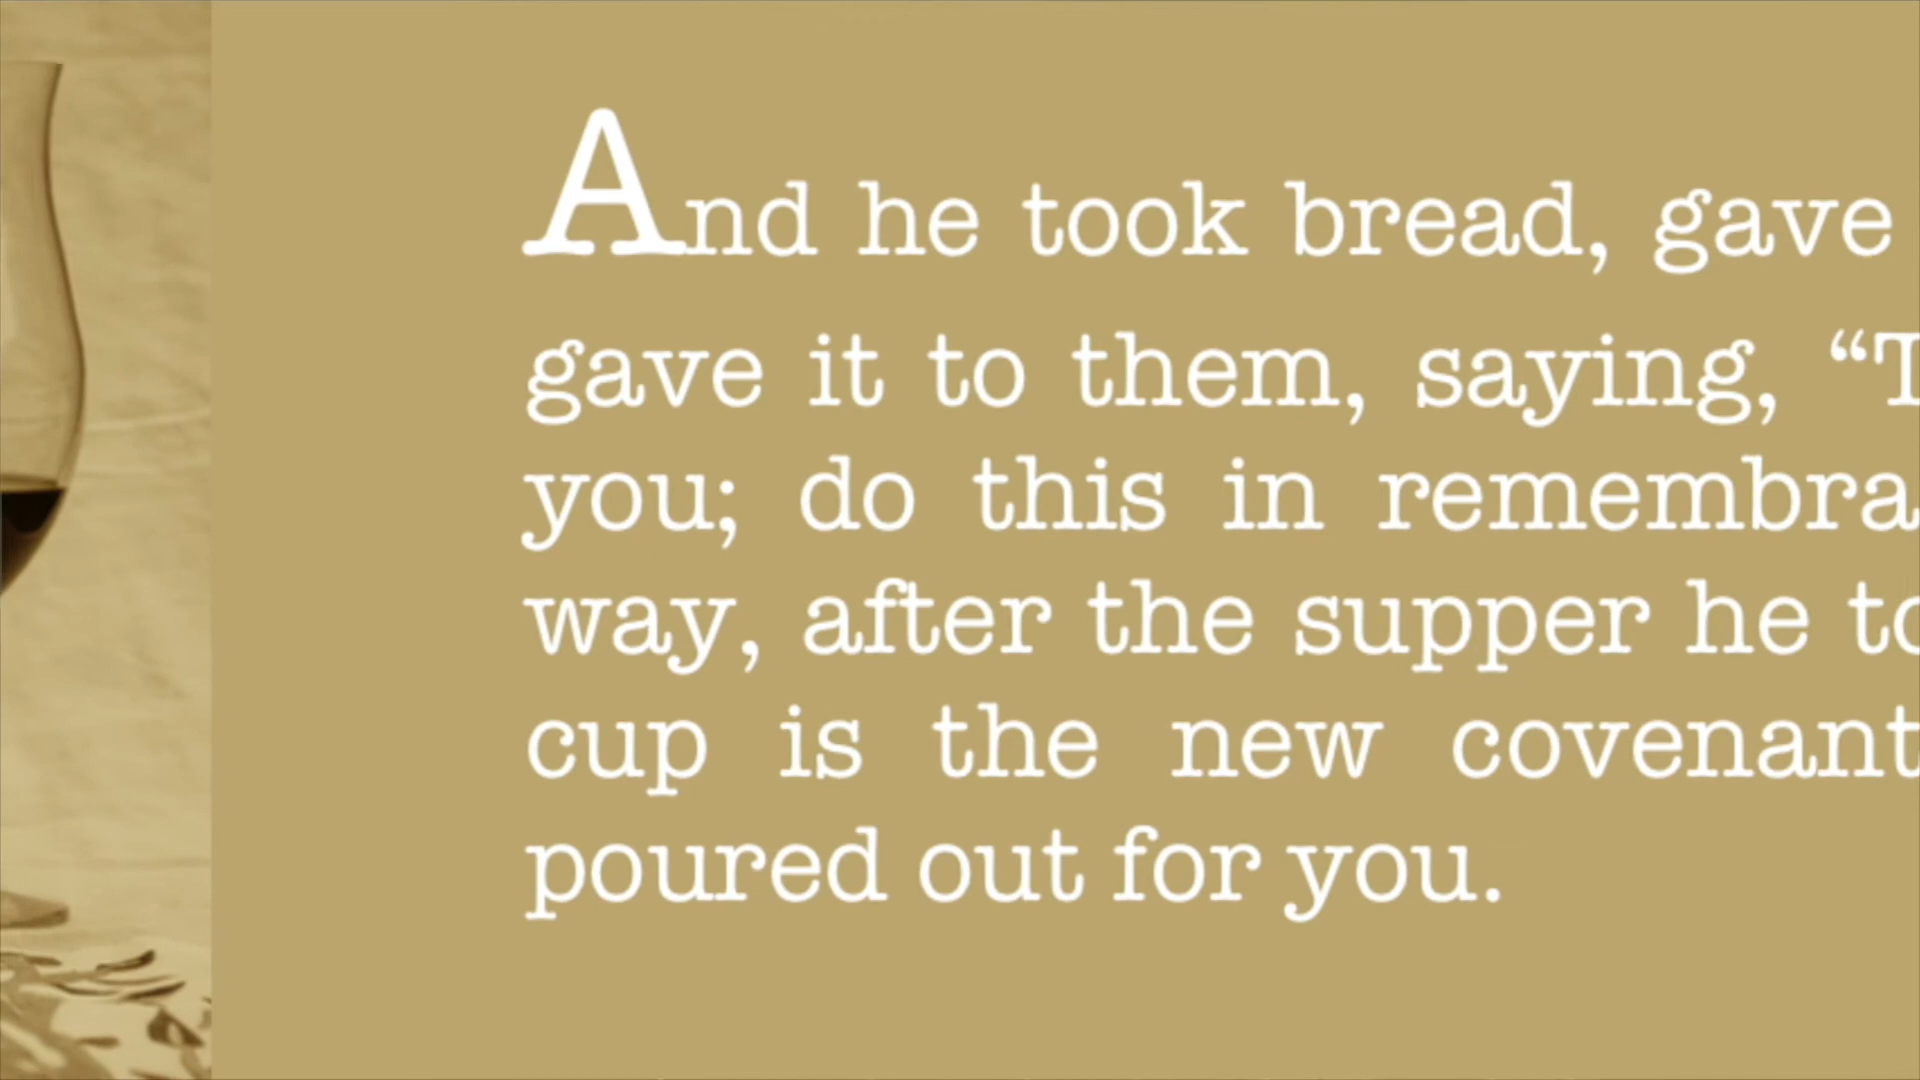 And he took bread, gave
gave it to them, saying, “T
you; do this in remembra
way, after the supper he to
cup is the new covenant
poured out for you.